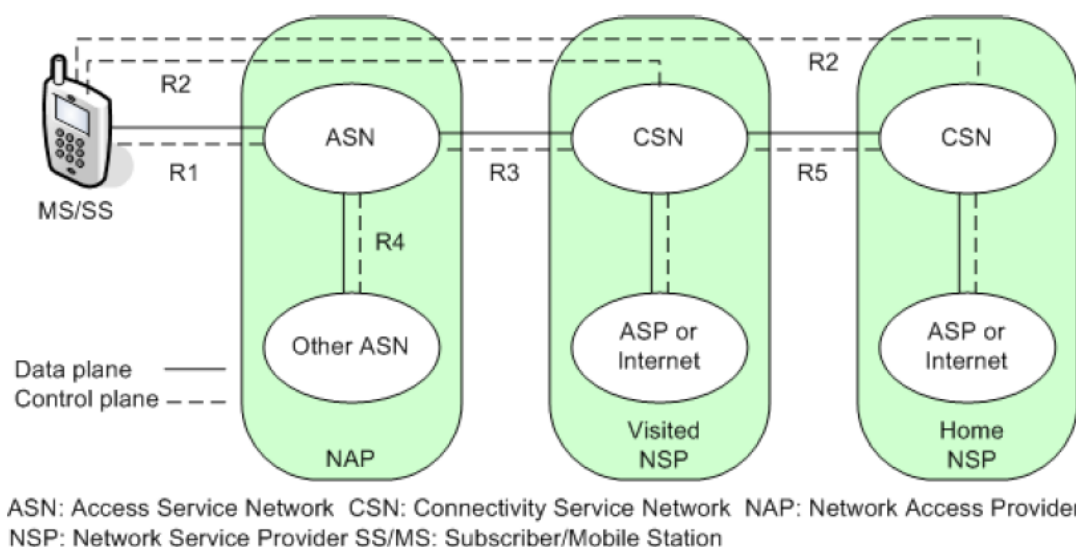 R2
R2
ASN
CSN
CSN
R1
R3
R5
MS/SS
R4
Other ASN
ASP or
Internet
ASP or
Internet
Data plane
Control plane
NAP
Visited
NSP
Home
NSP
ASN: Access Service Network CSN: Connectivity Service Network NAP: Network Access Provider
NSP: Network Service Provider SS/MS: Subscriber/Mobile Station